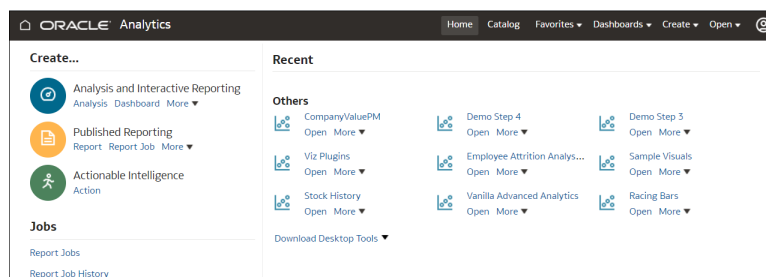 ORACLE Analytics
Home Catalog Favorites Dashboards Create Open
Create...
Analysis and Interactive Reporting
Analysis Dashboard More
Published Reporting
Report Report Job More
Actionable Intelligence
Action
Jobs
Report Jobs
Report Job History
Recent
Others
CompanyValuePM
Open More
Demo Step 4
Open More
Demo Step 3
Open More
Viz Plugins
Open More
Employee Attrition Analys...
Open More
Sample Visuals
Open More
Stock History
Open More
Vanilla Advanced Analytics
Open More
Racing Bars
Open More
Download Desktop Tools